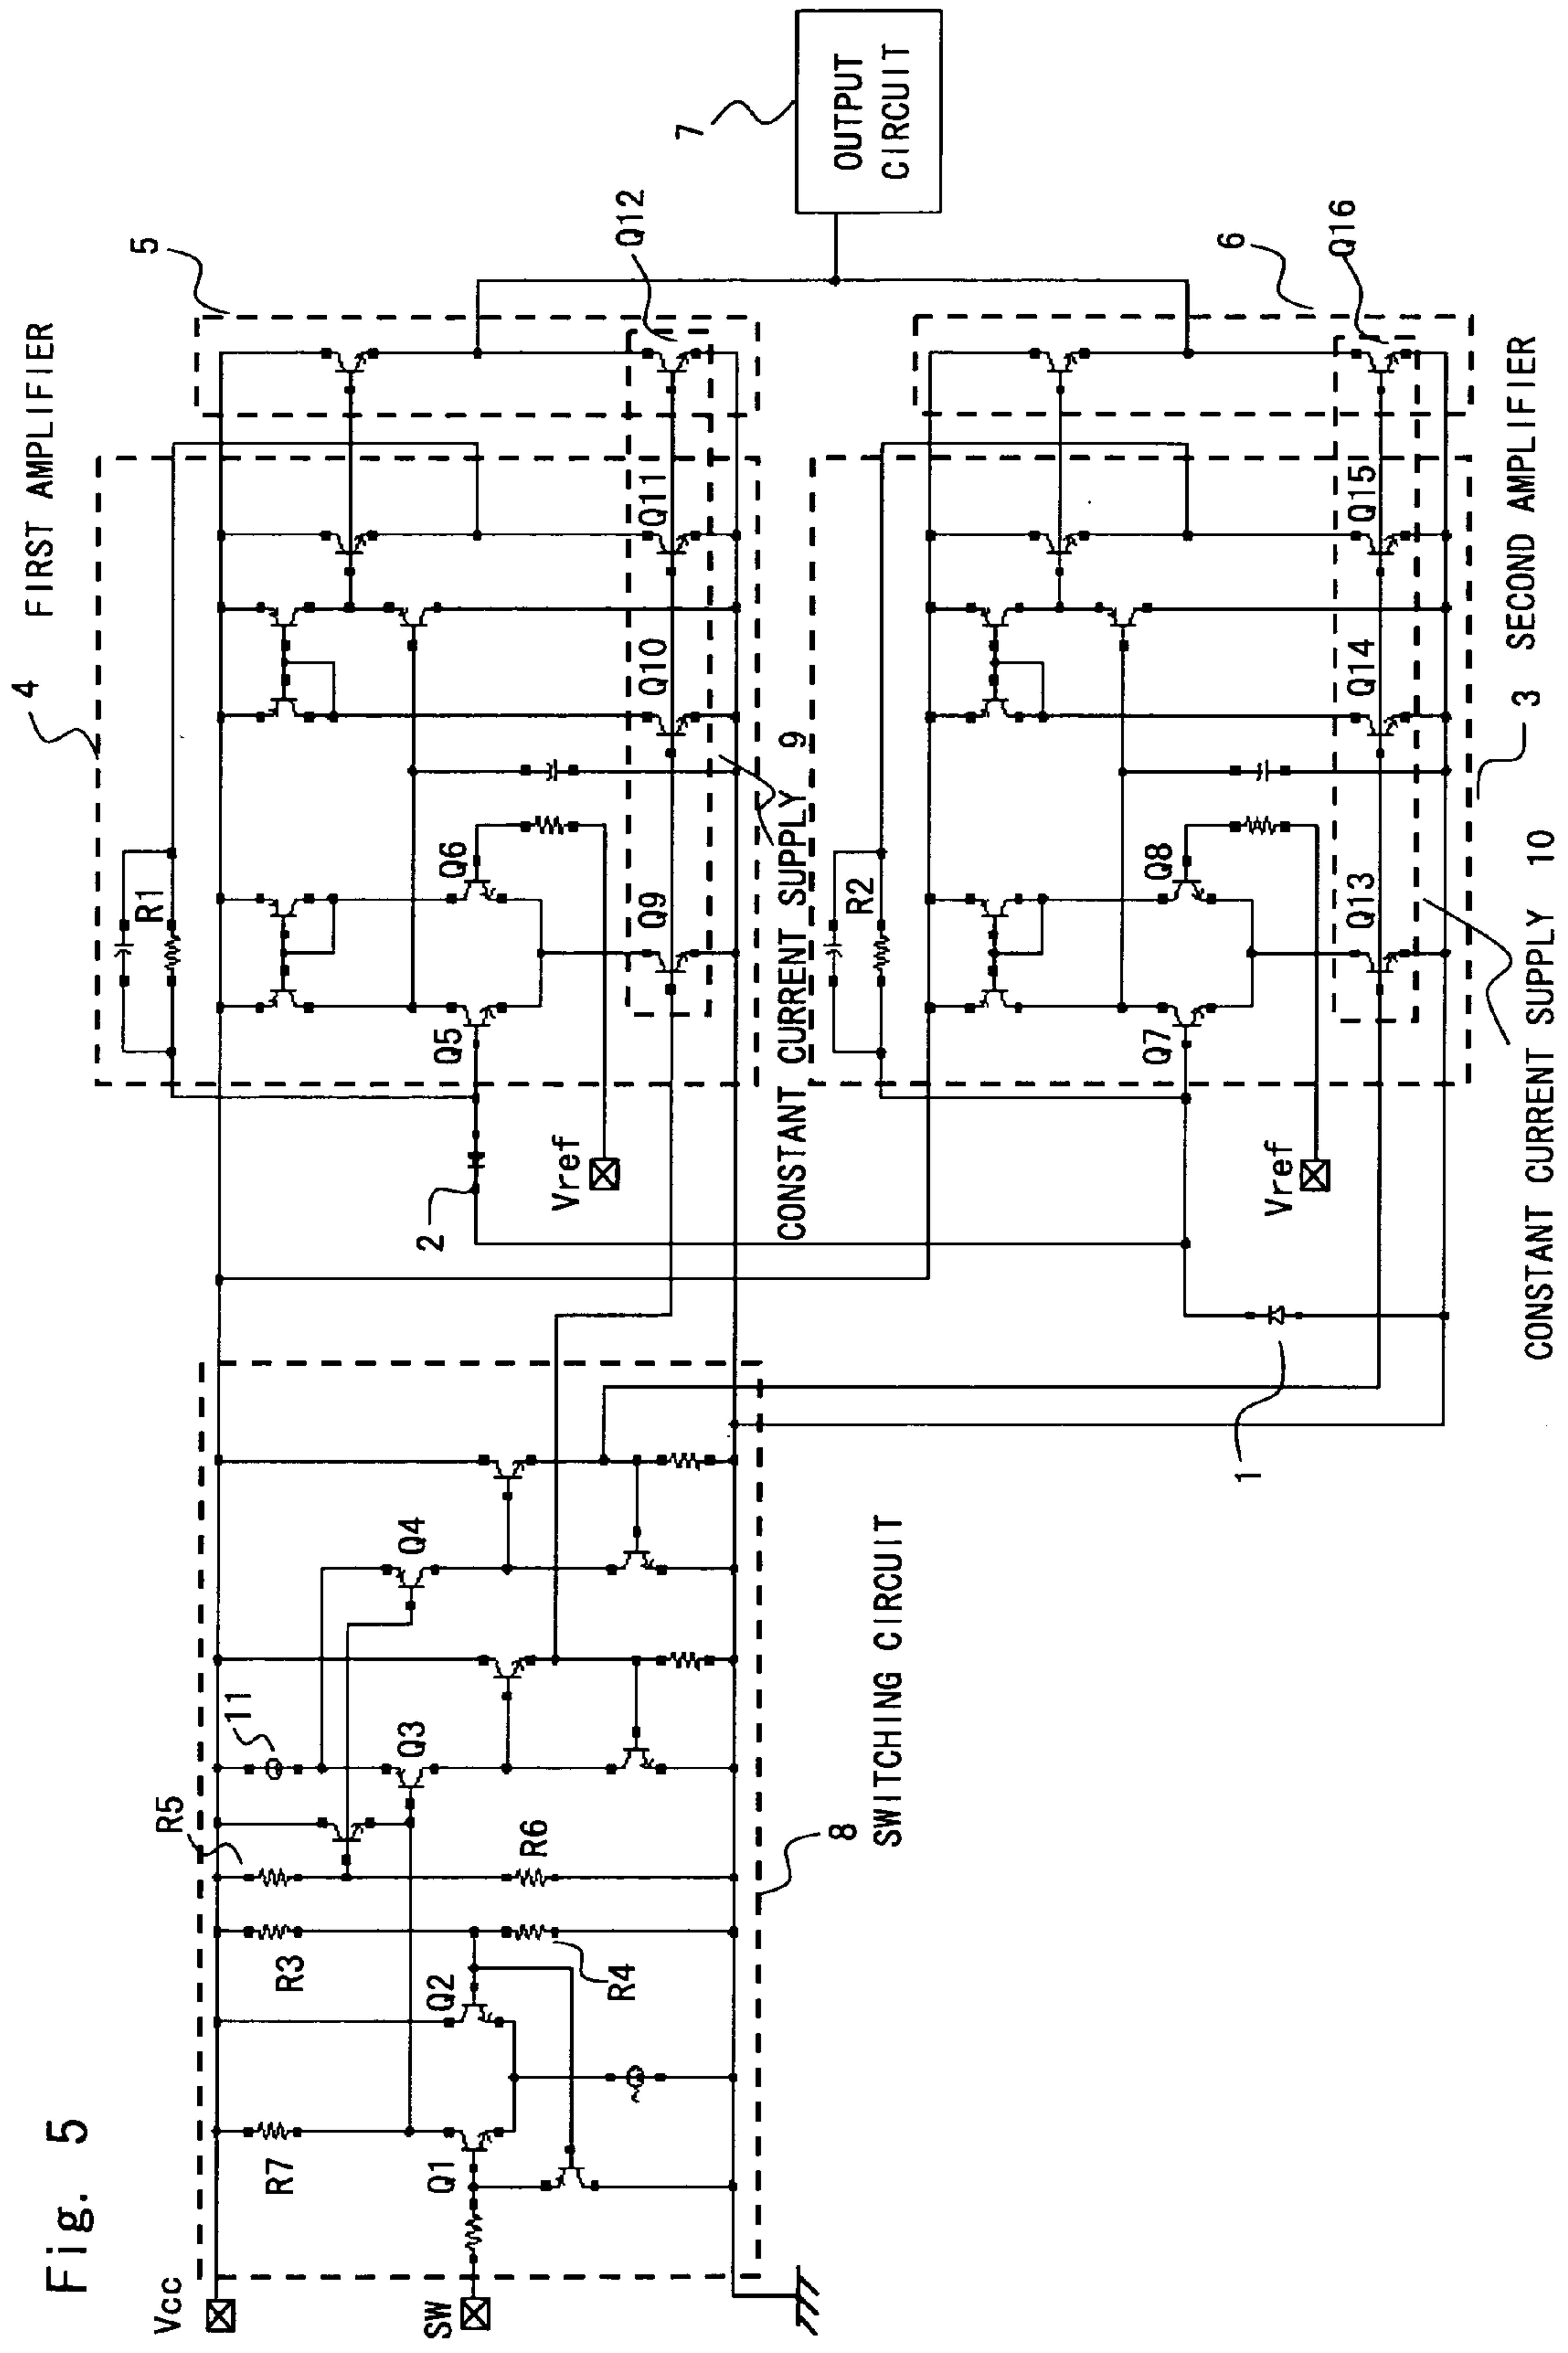 Fig. 5
Vcc
SW
R7
Q1
Q2
R3
R4
R5
R6
11
Q3
Q4
8
SWITCHING CIRCUIT
FIRST AMPLIFIER
4
R1
Q5
Q6
2
Vref
Q9
Q10
Q11
Q12
5
CONSTANT CURRENT SUPPLY 9
7
OUTPUT
CIRCUIT
R2
Q7
Q8
1
Vref
Q13
Q14
Q15
Q16
6
3 SECOND AMPLIFIER
CONSTANT CURRENT SUPPLY 10